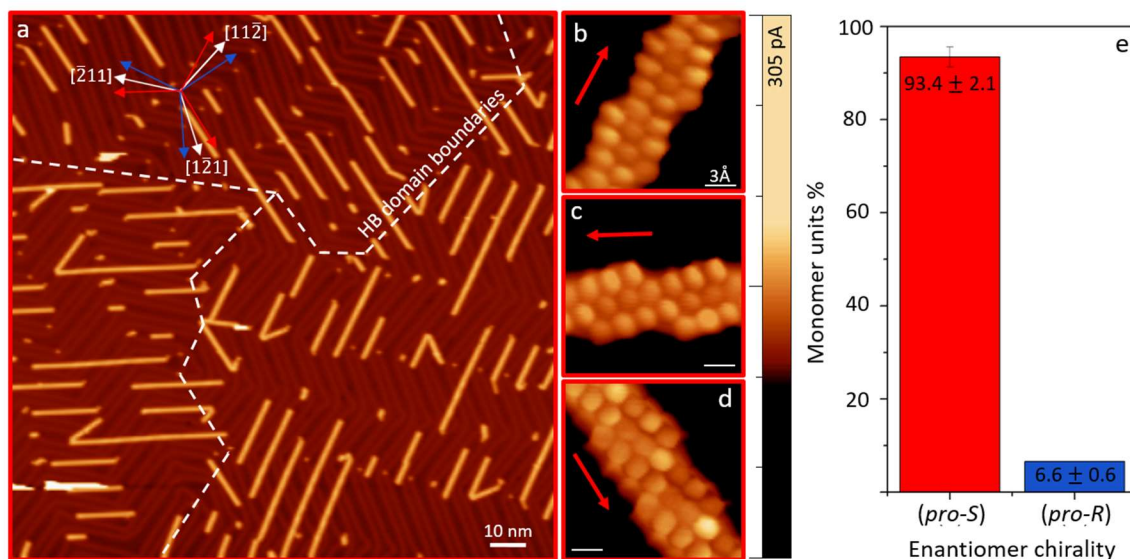 a
[112̅]
[2̅11]
[12̅1]
HB domain boundaries
10 nm
b
3Å
c
d
305 pA
e
100
80
60
40
20
Monomer units %
93.4 ± 2.1
6.6 ± 0.6
(pro-S)
(pro-R)
Enantiomer chirality